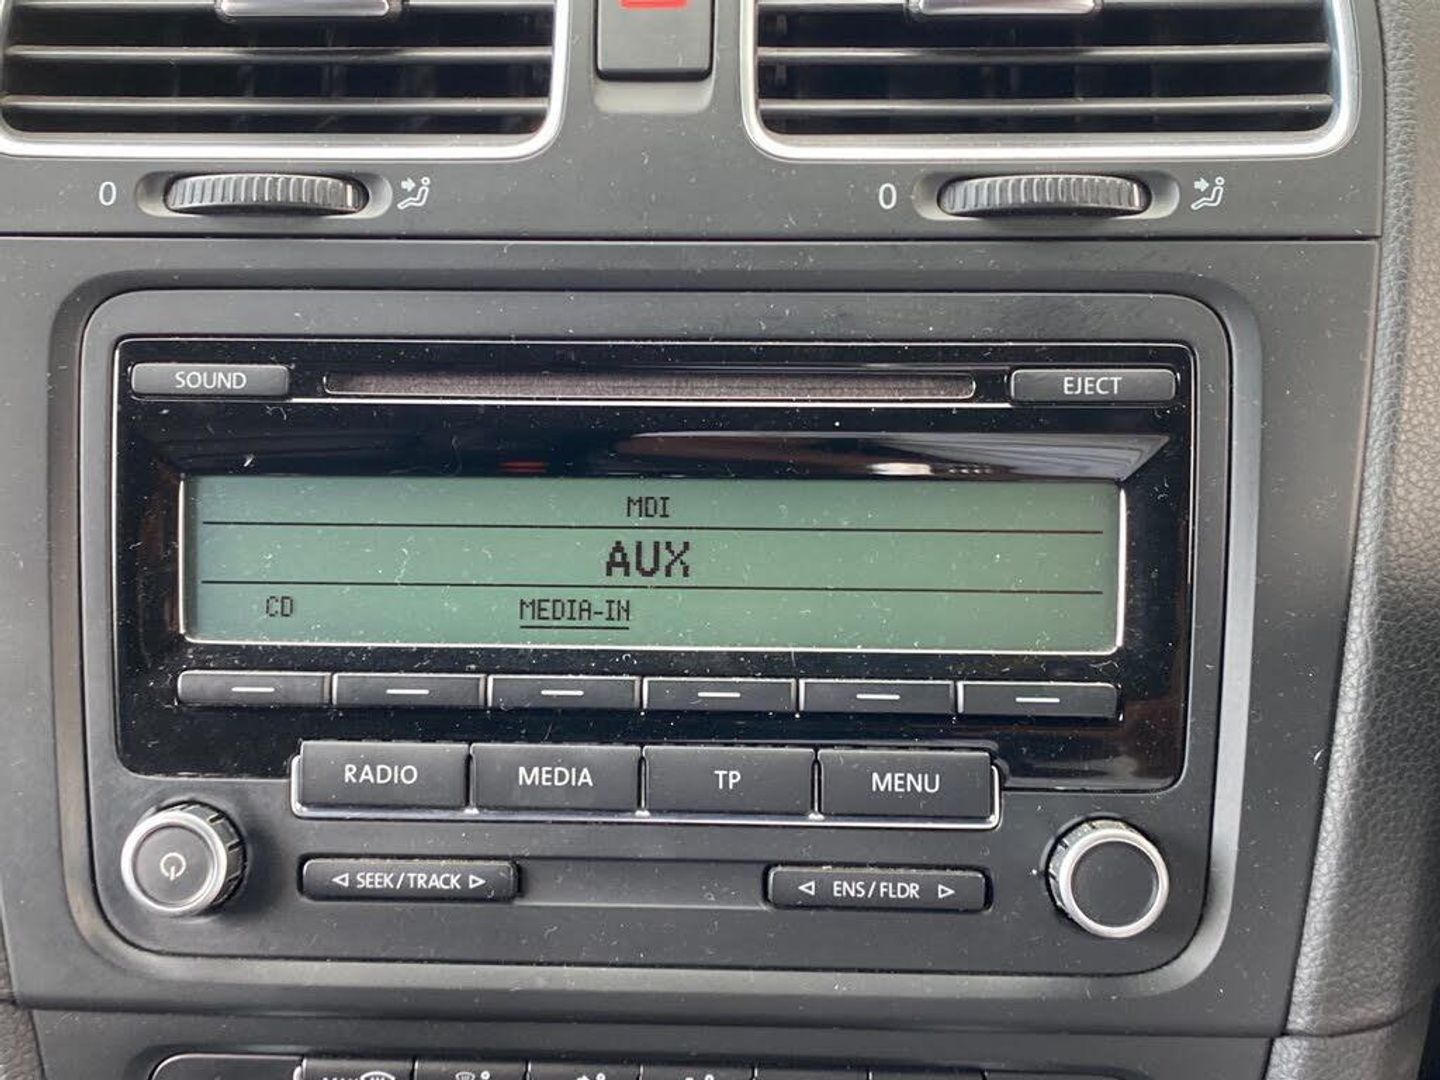 0 0
SOUND EJECT
MDI
AUX
CD MEDIA-IN
RADIO MEDIA TP MENU
SEEK/TRACK ENS/FLDR